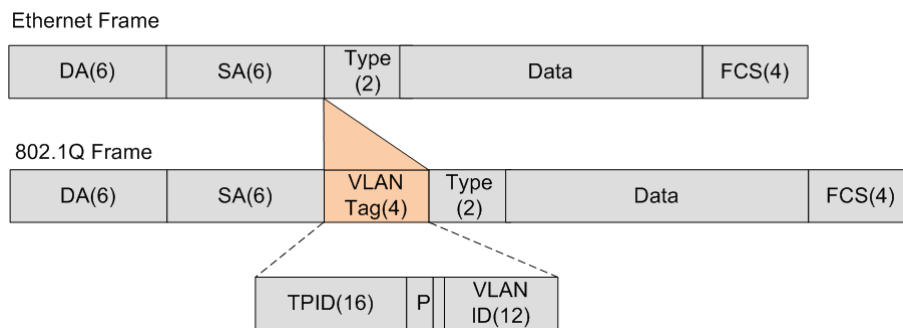 Ethernet Frame
DA(6) SA(6) Type (2) Data FCS(4)
802.1Q Frame
DA(6) SA(6) VLAN Tag(4) Type (2) Data FCS(4)
TPID(16) P VLAN ID(12)